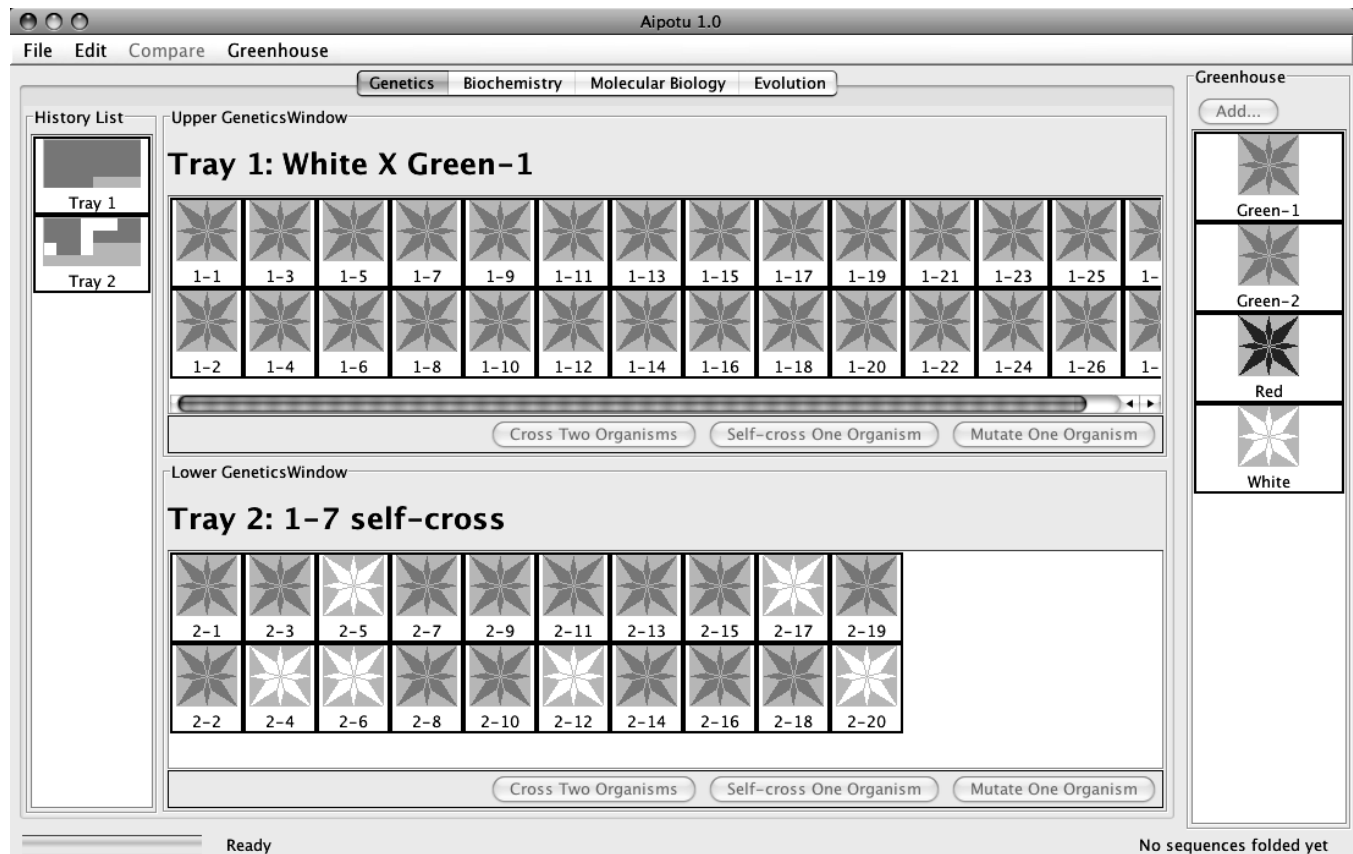 Aipotu 1.0
File Edit Compare Greenhouse
Genetics Biochemistry Molecular Biology Evolution
History List
Tray 1
Tray 2
Upper GeneticsWindow
Tray 1: White X Green-1
1-1 1-3 1-5 1-7 1-9 1-11 1-13 1-15 1-17 1-19 1-21 1-23 1-25 1-
1-2 1-4 1-6 1-8 1-10 1-12 1-14 1-16 1-18 1-20 1-22 1-24 1-26 1-
Cross Two Organisms Self-cross One Organism Mutate One Organism
Lower GeneticsWindow
Tray 2: 1-7 self-cross
2-1 2-3 2-5 2-7 2-9 2-11 2-13 2-15 2-17 2-19
2-2 2-4 2-6 2-8 2-10 2-12 2-14 2-16 2-18 2-20
Cross Two Organisms Self-cross One Organism Mutate One Organism
Greenhouse
Add...
Green-1
Green-2
Red
White
Ready
No sequences folded yet